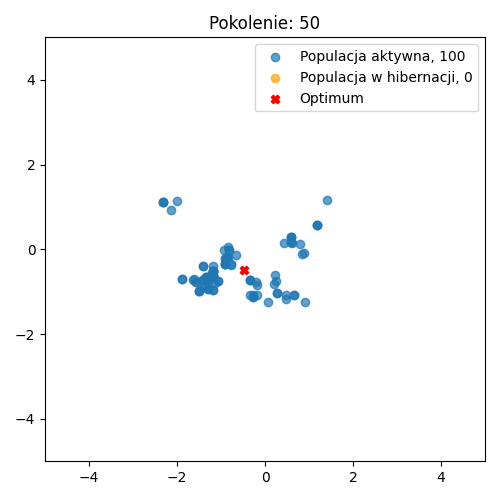 Pokolenie: 50
Populacja aktywna, 100
Populacja w hibernacji, 0
Optimum
4
2
0
−2
−4
−4 −2 0 2 4